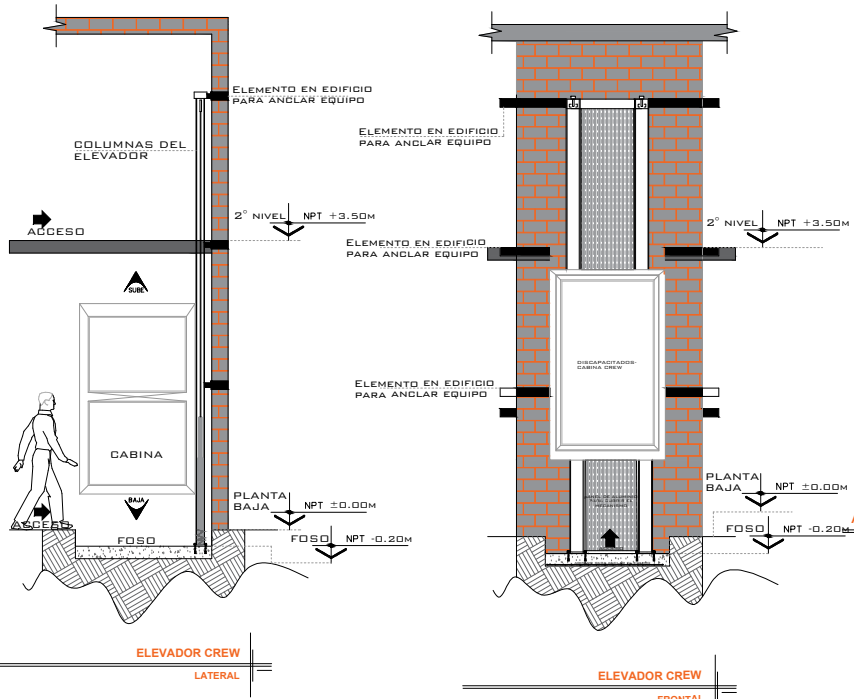 ELEMENTO EN EDIFICIO
PARA ANCLAR EQUIPO
COLUMNAS DEL
ELEVADOR
2° NIVEL NPT +3.50M
ACCESO
SUBE
CABINA
BAJA
PLANTA
BAJA NPT ±0.00M
ACCESO
FOSO
FOSO NPT -0.20M
ELEVADOR CREW
LATERAL
ELEMENTO EN EDIFICIO
PARA ANCLAR EQUIPO
2° NIVEL NPT +3.50M
ELEMENTO EN EDIFICIO
PARA ANCLAR EQUIPO
DISCAPACITADOS-
CABINA CREW
ELEMENTO EN EDIFICIO
PARA ANCLAR EQUIPO
PLANTA
BAJA NPT ±0.00M
FOSO NPT -0.20M
ELEVADOR CREW
FRONTAL